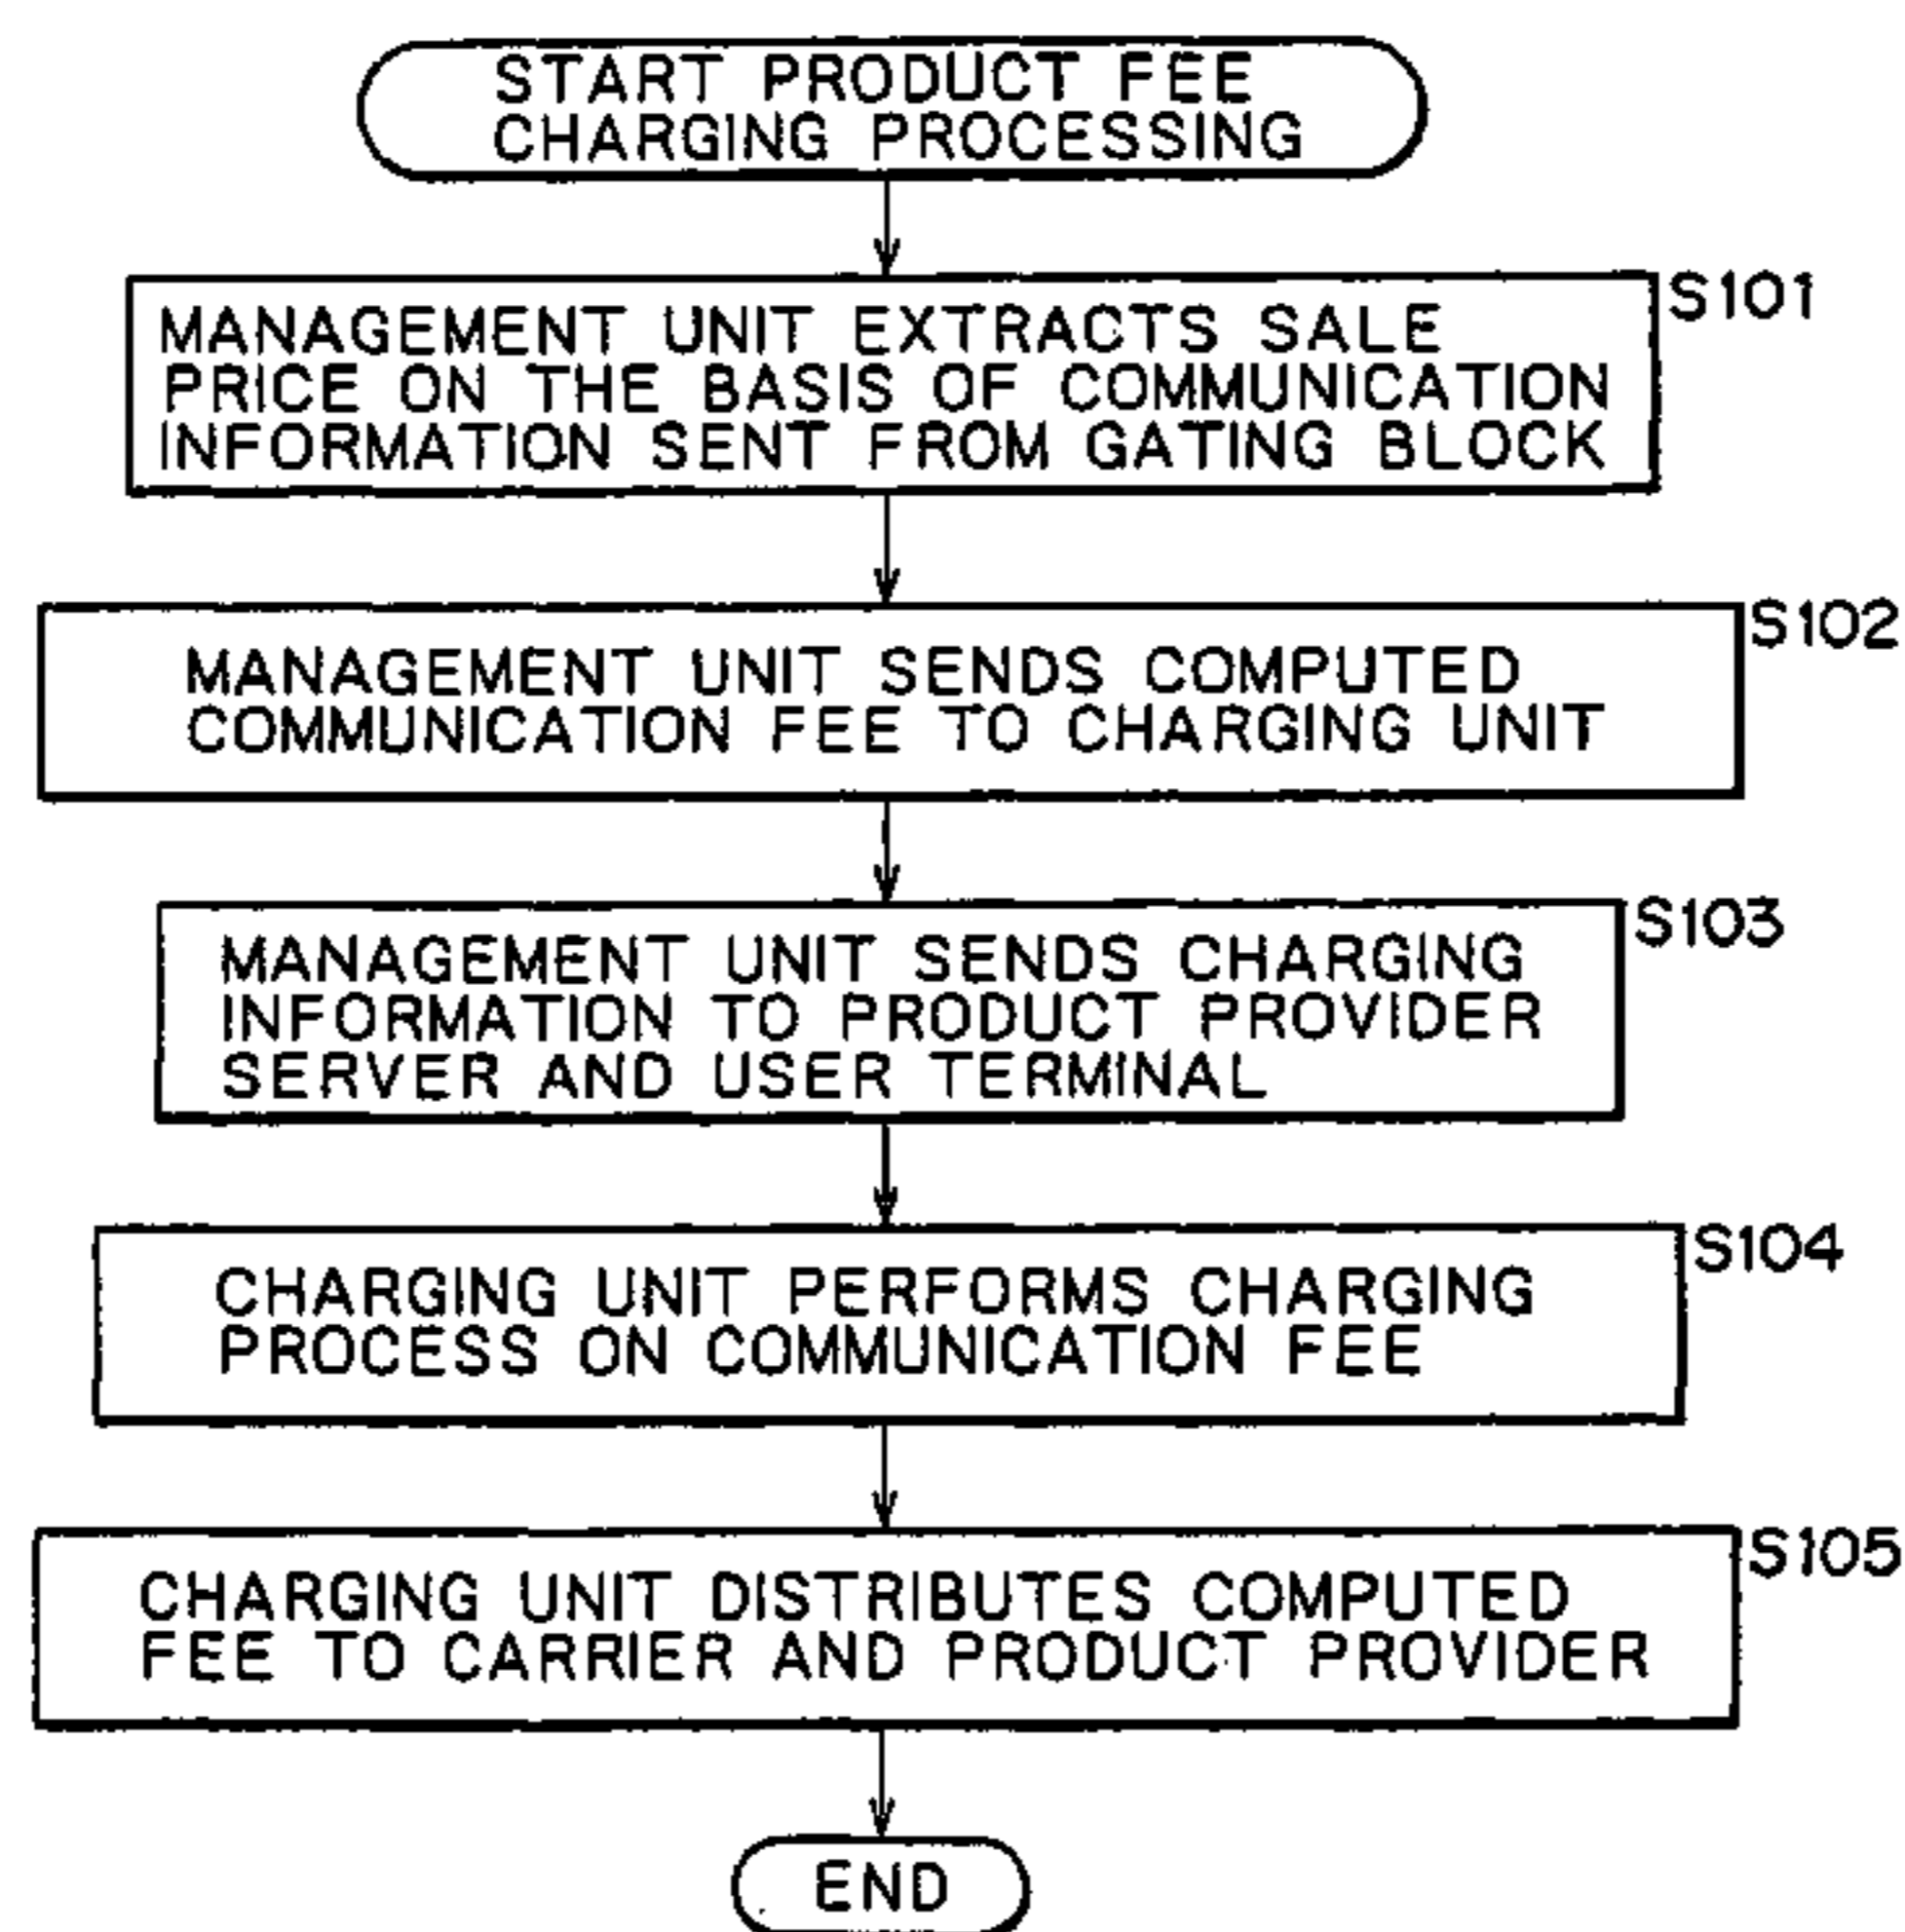 START PRODUCT FEE
CHARGING PROCESSING
S101
MANAGEMENT UNIT EXTRACTS SALE
PRICE ON THE BASIS OF COMMUNICATION
INFORMATION SENT FROM GATING BLOCK
S102
MANAGEMENT UNIT SENDS COMPUTED
COMMUNICATION FEE TO CHARGING UNIT
S103
MANAGEMENT UNIT SENDS CHARGING
INFORMATION TO PRODUCT PROVIDER
SERVER AND USER TERMINAL
S104
CHARGING UNIT PERFORMS CHARGING
PROCESS ON COMMUNICATION FEE
S105
CHARGING UNIT DISTRIBUTES COMPUTED
FEE TO CARRIER AND PRODUCT PROVIDER
END